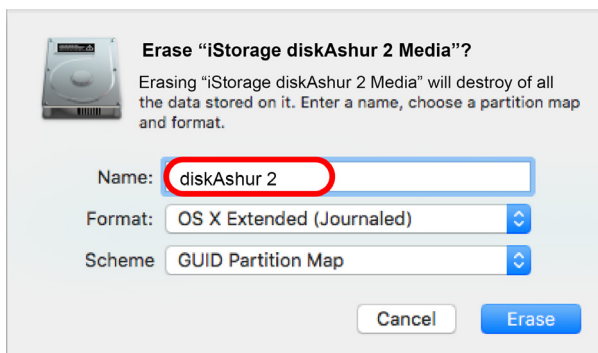 Erase “iStorage diskAshur 2 Media”?
Erasing “iStorage diskAshur 2 Media” will destroy of all
the data stored on it. Enter a name, choose a partition map
and format.
Name: diskAshur 2
Format: OS X Extended (Journaled)
Scheme GUID Partition Map
Cancel Erase